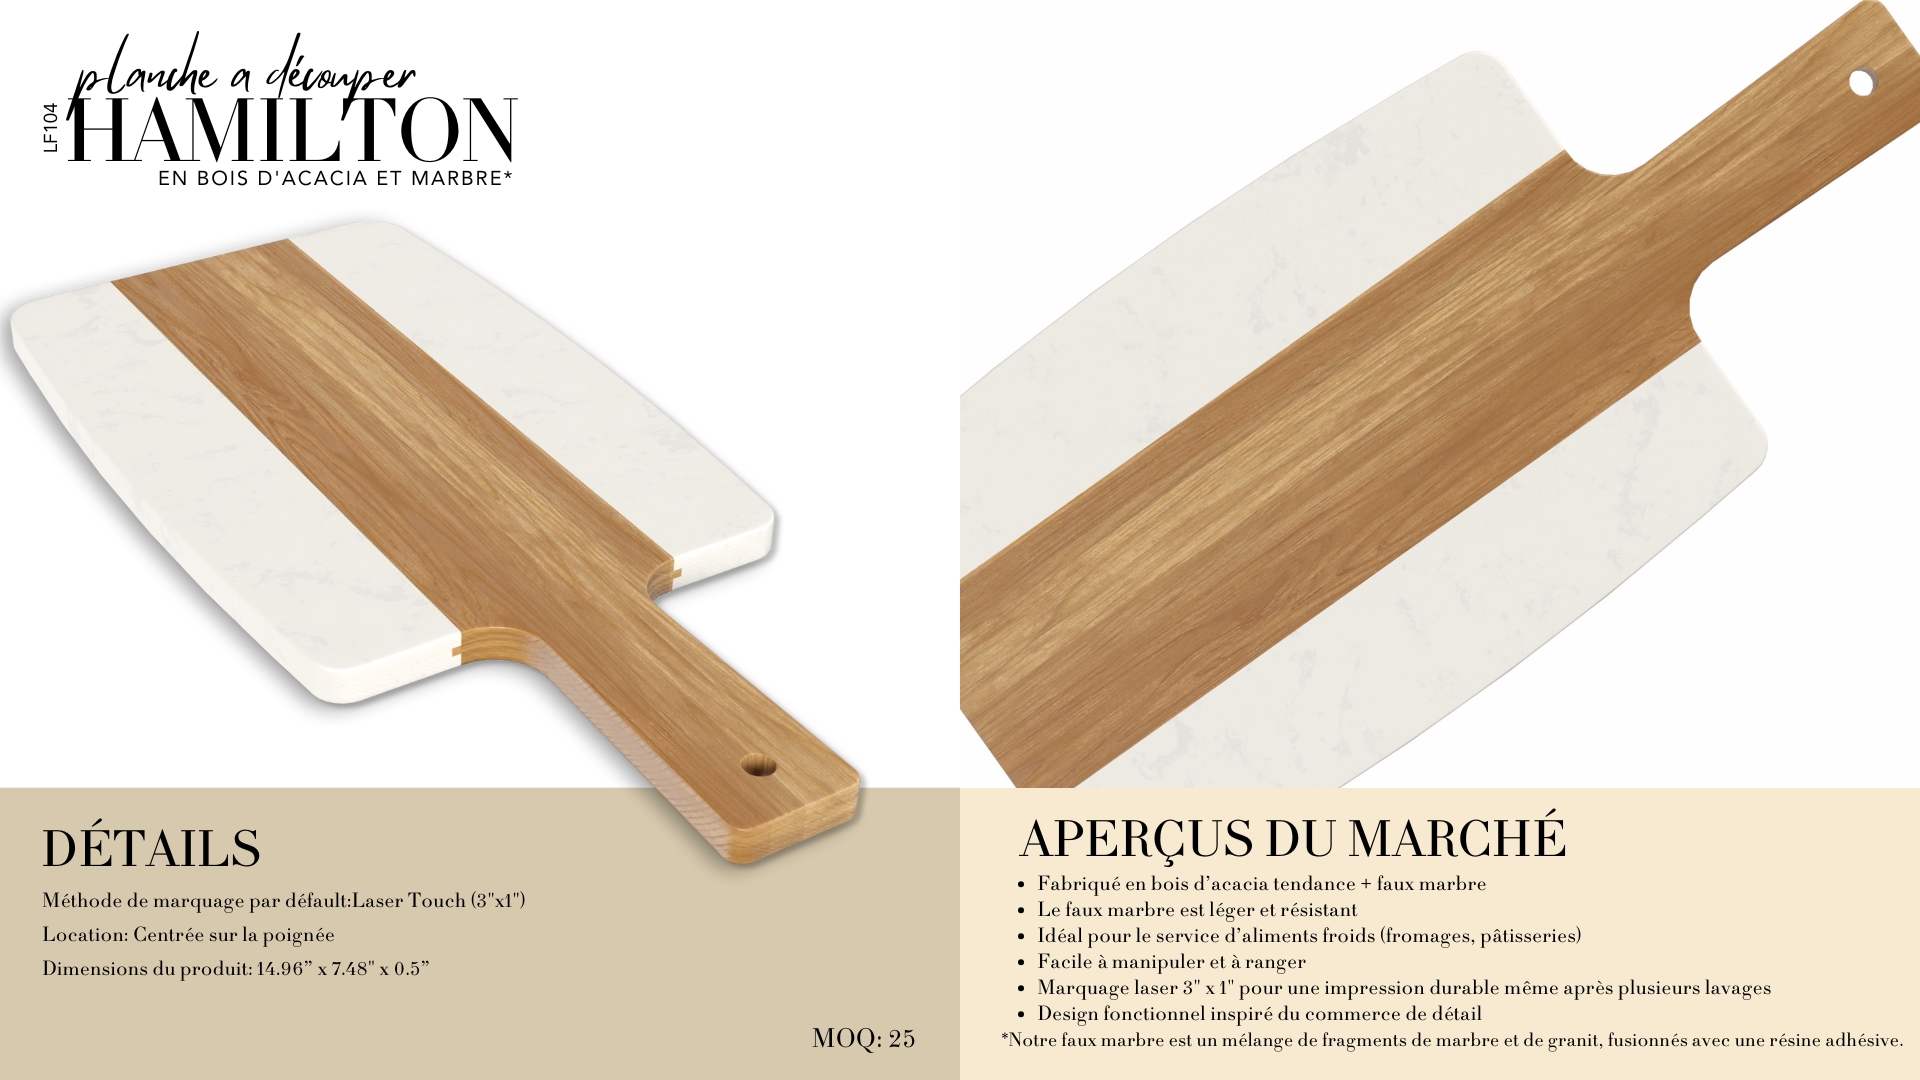 planche a découper
LF104
HAMILTON
EN BOIS D'ACACIA ET MARBRE*
DÉTAILS
Méthode de marquage par défault:Laser Touch (3"x1")
Location: Centrée sur la poignée
Dimensions du produit: 14.96” x 7.48" x 0.5”
MOQ: 25
APERÇUS DU MARCHÉ
• Fabriqué en bois d’acacia tendance + faux marbre
• Le faux marbre est léger et résistant
• Idéal pour le service d’aliments froids (fromages, pâtisseries)
• Facile à manipuler et à ranger
• Marquage laser 3" x 1" pour une impression durable même après plusieurs lavages
• Design fonctionnel inspiré du commerce de détail
*Notre faux marbre est un mélange de fragments de marbre et de granit, fusionnés avec une résine adhésive.